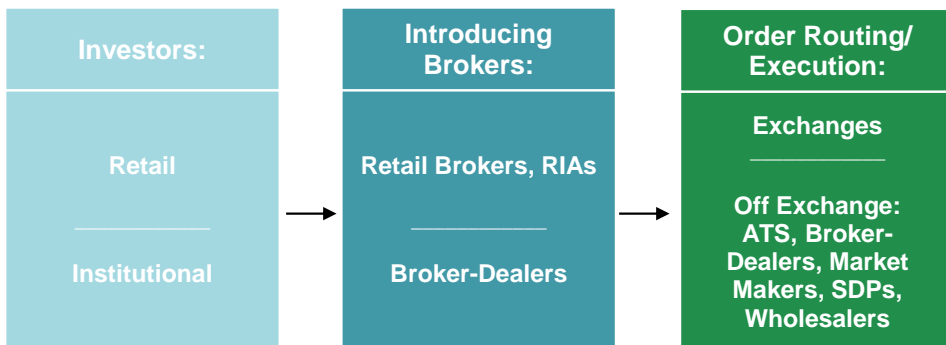 Investors:
Retail
Institutional
Introducing
Brokers:
Retail Brokers, RIAs
Broker-Dealers
Order Routing/
Execution:
Exchanges
Off Exchange:
ATS, Broker-
Dealers, Market
Makers, SDPs,
Wholesalers